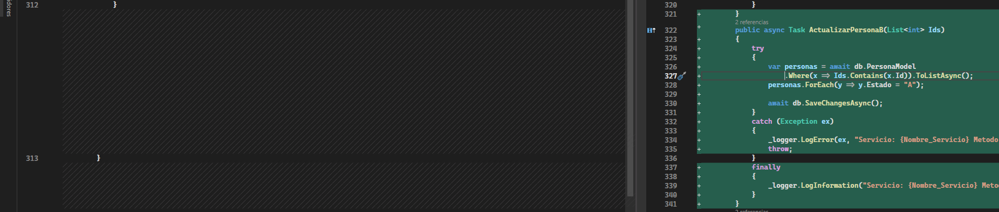 idores
312 }
313 }
320 }
321 + }
2 referencias
322 + public async Task ActualizarPersonaB(List<int> Ids)
323 + {
324 + try
325 + {
326 + var personas = await db.PersonaModel
327 + .Where(x => Ids.Contains(x.Id)).ToListAsync();
328 + personas.ForEach(y => y.Estado = "A");
329 +
330 + await db.SaveChangesAsync();
331 + }
332 + catch (Exception ex)
333 + {
334 + _logger.LogError(ex, "Servicio: {Nombre_Servicio} Metodo
335 + throw;
336 }
337 + finally
338 + {
339 + _logger.LogInformation("Servicio: {Nombre_Servicio} Meto
340 + }
341 + }
2 referencias